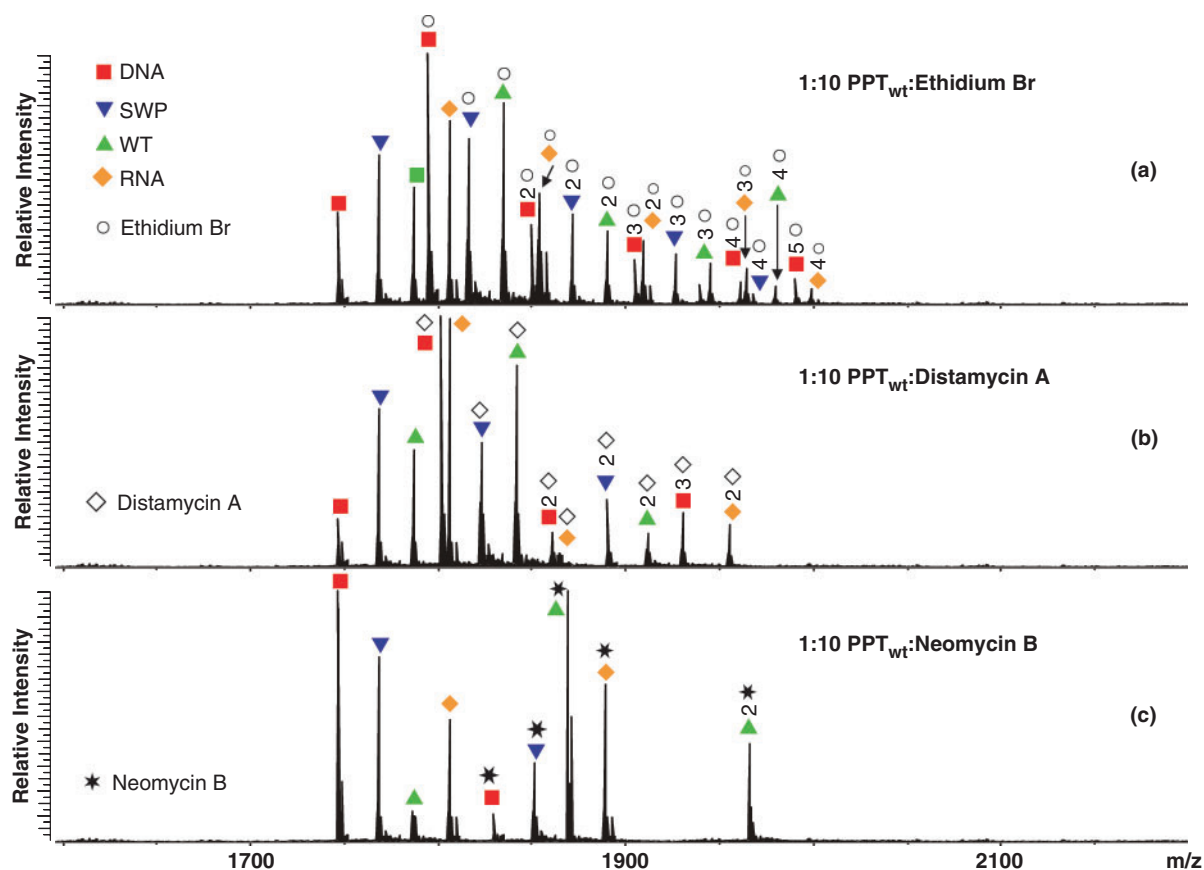 Relative Intensity
DNA
SWP
WT
RNA
Ethidium Br
1:10 PPTwt:Ethidium Br
(a)
2
2
2
3
2
3
3
4
3
4
4
5
4
Relative Intensity
Distamycin A
1:10 PPTwt:Distamycin A
(b)
2
2
2
3
2
Relative Intensity
Neomycin B
1:10 PPTwt:Neomycin B
(c)
2
1700
1900
2100
m/z